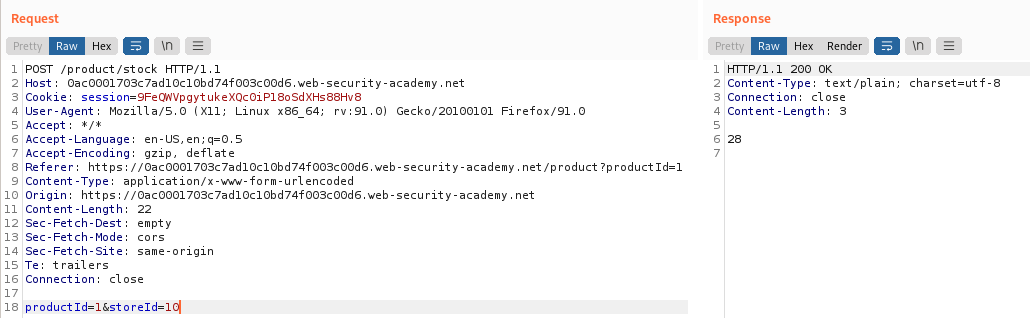 Request
Pretty Raw Hex \n
1 POST /product/stock HTTP/1.1
2 Host: 0ac0001703c7ad10c10bd74f003c00d6.web-security-academy.net
3 Cookie: session=9FeQWVpgytukeXQc0iP18oSdXHs88Hv8
4 User-Agent: Mozilla/5.0 (X11; Linux x86_64; rv:91.0) Gecko/20100101 Firefox/91.0
5 Accept: */*
6 Accept-Language: en-US,en;q=0.5
7 Accept-Encoding: gzip, deflate
8 Referer: https://0ac0001703c7ad10c10bd74f003c00d6.web-security-academy.net/product?productId=1
9 Content-Type: application/x-www-form-urlencoded
10 Origin: https://0ac0001703c7ad10c10bd74f003c00d6.web-security-academy.net
11 Content-Length: 22
12 Sec-Fetch-Dest: empty
13 Sec-Fetch-Mode: cors
14 Sec-Fetch-Site: same-origin
15 Te: trailers
16 Connection: close
17
18 productId=1&storeId=10
Response
Pretty Raw Hex Render \n
1 HTTP/1.1 200 OK
2 Content-Type: text/plain; charset=utf-8
3 Connection: close
4 Content-Length: 3
5
6 28
7